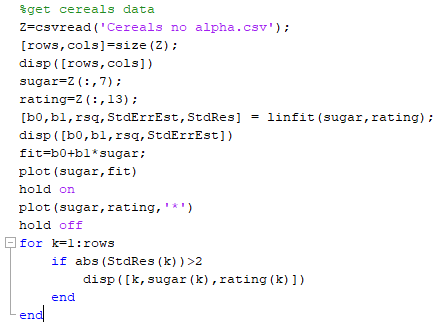 %get cereals data
Z=csvread('Cereals no alpha.csv');
[rows,cols]=size(Z);
disp([rows,cols])
sugar=Z(:,7);
rating=Z(:,13);
[b0,b1,rsq,StdErrEst,StdRes] = linfit(sugar,rating);
disp([b0,b1,rsq,StdErrEst])
fit=b0+b1*sugar;
plot(sugar,fit)
hold on
plot(sugar,rating,'*')
hold off
for k=1:rows
    if abs(StdRes(k))>2
        disp([k,sugar(k),rating(k)])
    end
end